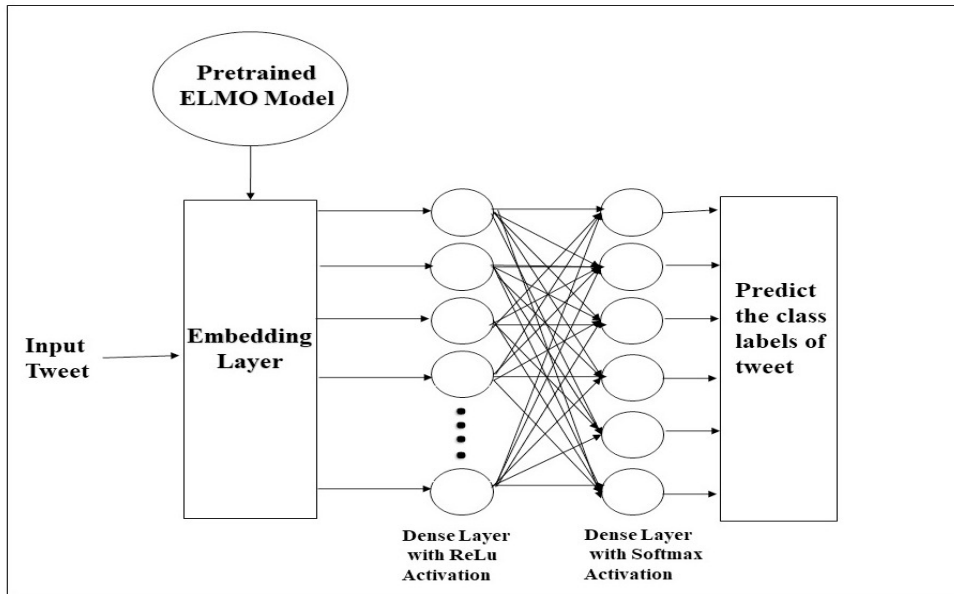 Pretrained
ELMO Model
Input
Tweet
Embedding
Layer
Predict
the class
labels of
tweet
Dense Layer
with ReLu
Activation
Dense Layer
with Softmax
Activation